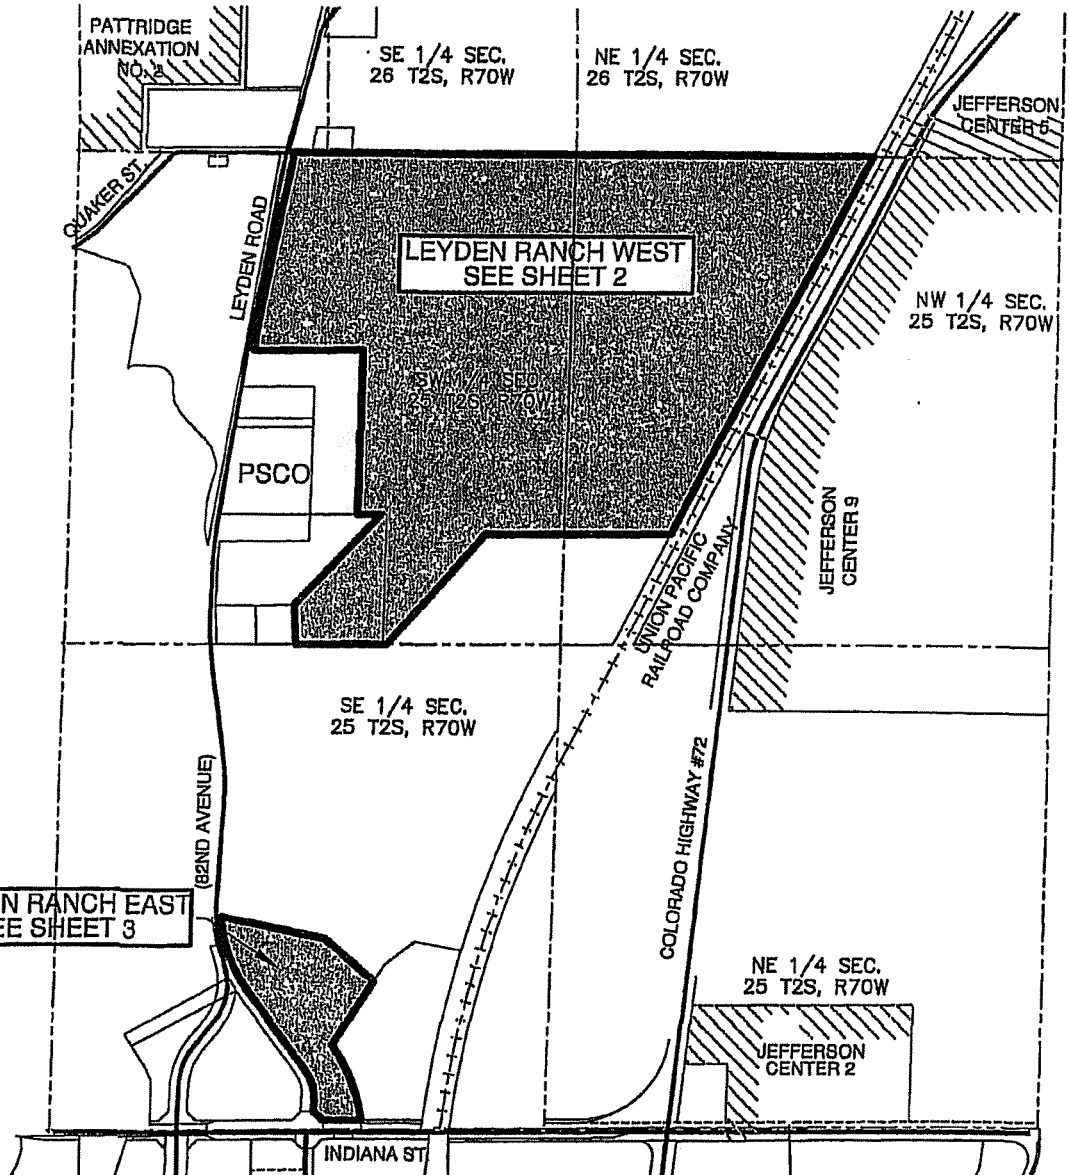 PATTRIDGE
ANNEXATION
NO. 2
SE 1/4 SEC.
26 T2S, R70W
NE 1/4 SEC.
26 T2S, R70W
JEFFERSON
CENTER 5
QUAKER ST.
LEYDEN ROAD
LEYDEN RANCH WEST
SEE SHEET 2
NW 1/4 SEC.
25 T2S, R70W
SW 1/4 SEC.
25 T2S, R70W
PSCO
JEFFERSON
CENTER 9
UNION PACIFIC
RAILROAD COMPANY
SE 1/4 SEC.
25 T2S, R70W
(82ND AVENUE)
COLORADO HIGHWAY #72
N RANCH EAST
EE SHEET 3
NE 1/4 SEC.
25 T2S, R70W
JEFFERSON
CENTER 2
INDIANA ST.